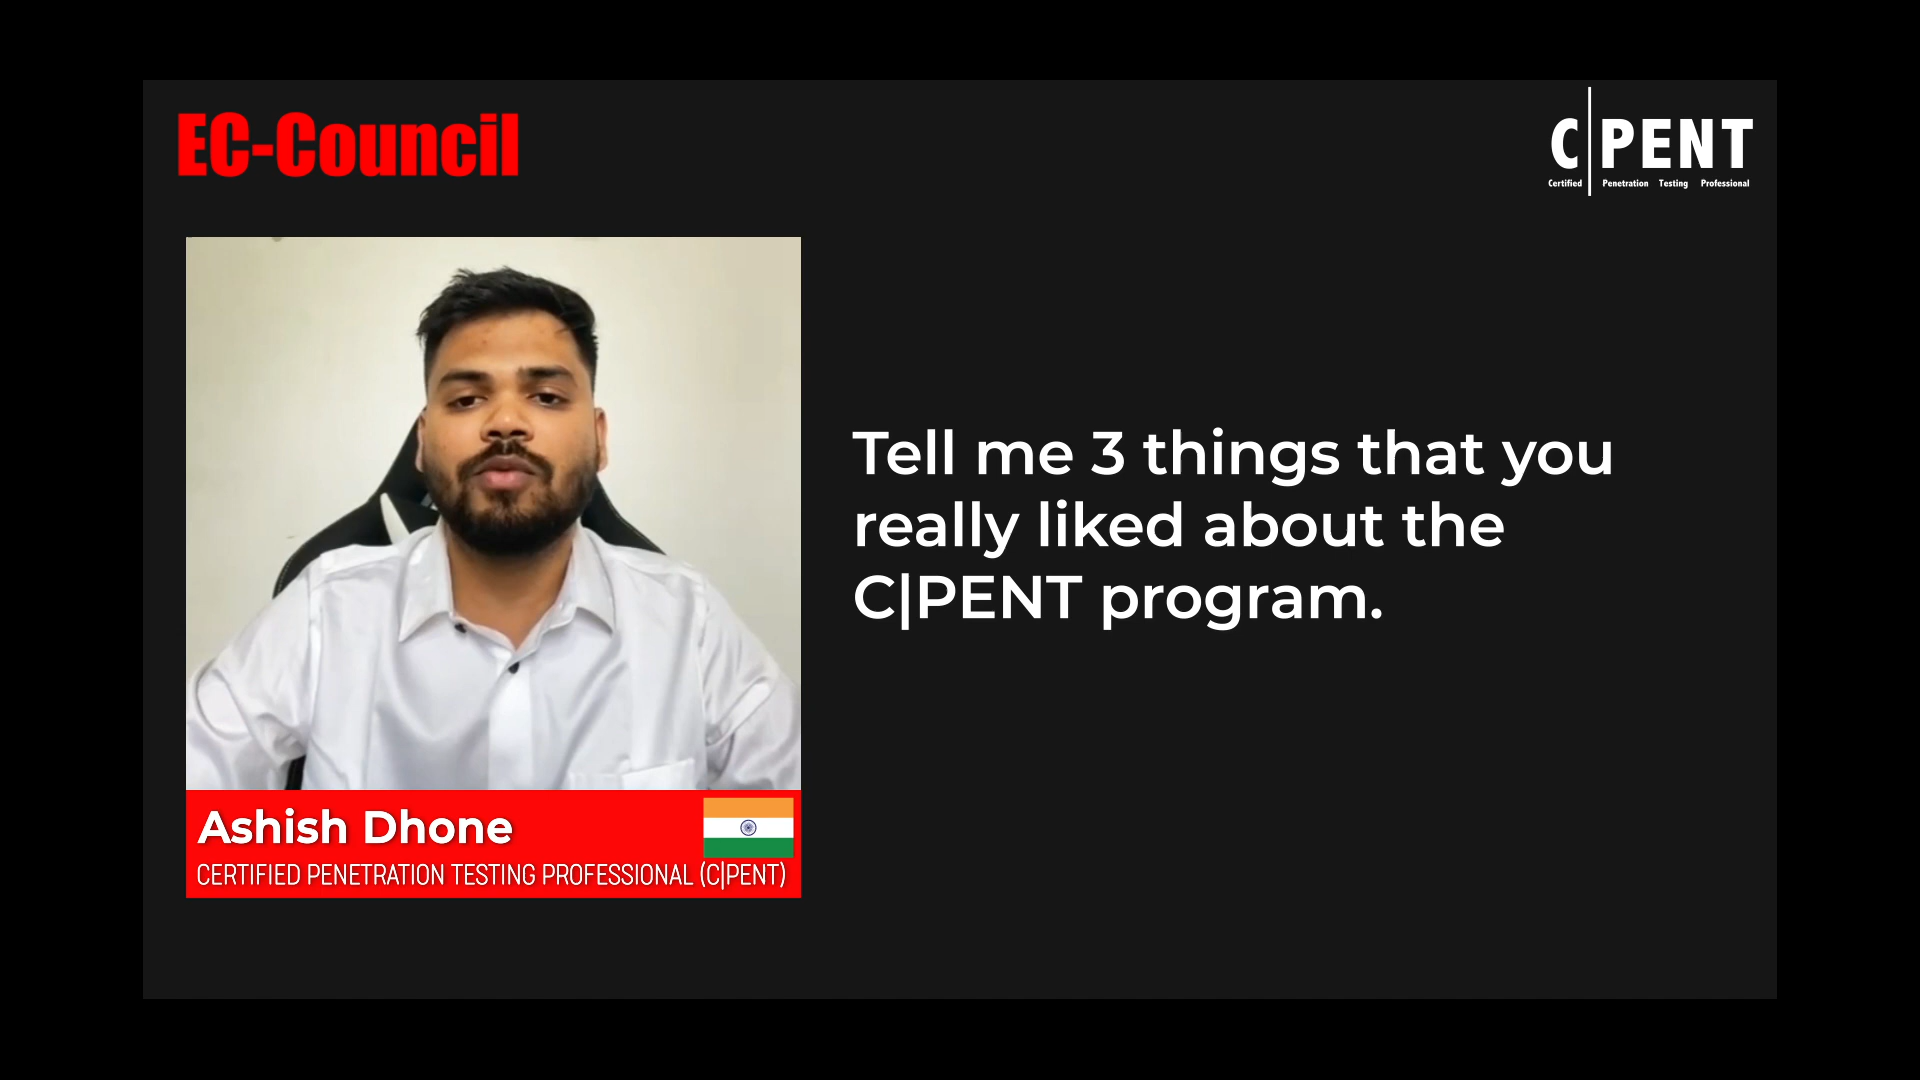 EC-Council
C|PENT
Certified Penetration Testing Professional
Tell me 3 things that you
really liked about the
C|PENT program.
Ashish Dhone
CERTIFIED PENETRATION TESTING PROFESSIONAL (C|PENT)